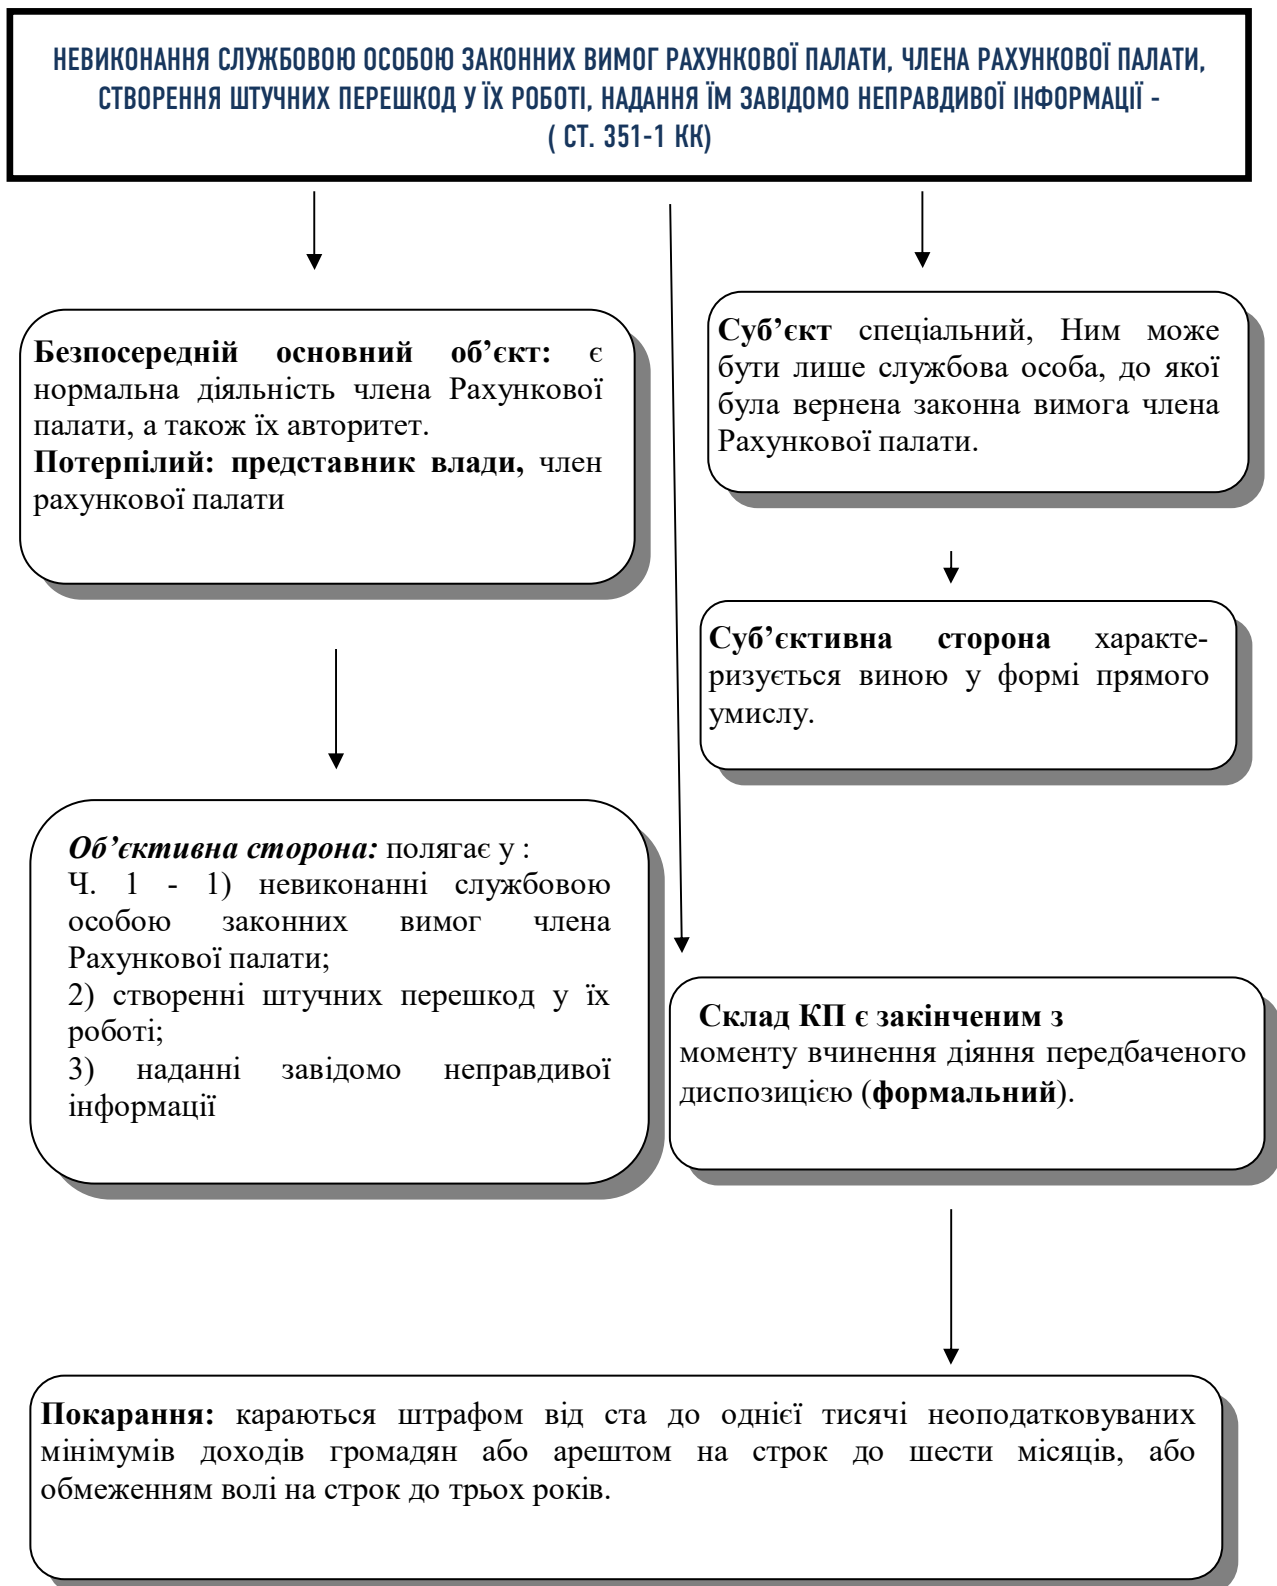 НЕВИКОНАННЯ СЛУЖБОВОЮ ОСОБОЮ ЗАКОННИХ ВИМОГ РАХУНКОВОЇ ПАЛАТИ, ЧЛЕНА РАХУНКОВОЇ ПАЛАТИ,
СТВОРЕННЯ ШТУЧНИХ ПЕРЕШКОД У ЇХ РОБОТІ, НАДАННЯ ЇМ ЗАВІДОМО НЕПРАВДИВОЇ ІНФОРМАЦІЇ -
( СТ. 351-1 КК)
Безпосередній основний об’єкт: є
нормальна діяльність члена Рахункової
палати, а також їх авторитет.
Потерпілий: представник влади, член
рахункової палати
Суб’єкт спеціальний, Ним може
бути лише службова особа, до якої
була вернена законна вимога члена
Рахункової палати.
Суб’єктивна сторона характе-
ризується виною у формі прямого
умислу.
Об’єктивна сторона: полягає у :
Ч. 1 - 1) невиконанні службовою
особою законних вимог члена
Рахункової палати;
2) створенні штучних перешкод у їх
роботі;
3) наданні завідомо неправдивої
інформації
Склад КП є закінченим з
моменту вчинення діяння передбаченого
диспозицією (формальний).
Покарання: караються штрафом від ста до однієї тисячі неоподатковуваних
мінімумів доходів громадян або арештом на строк до шести місяців, або
обмеженням волі на строк до трьох років.